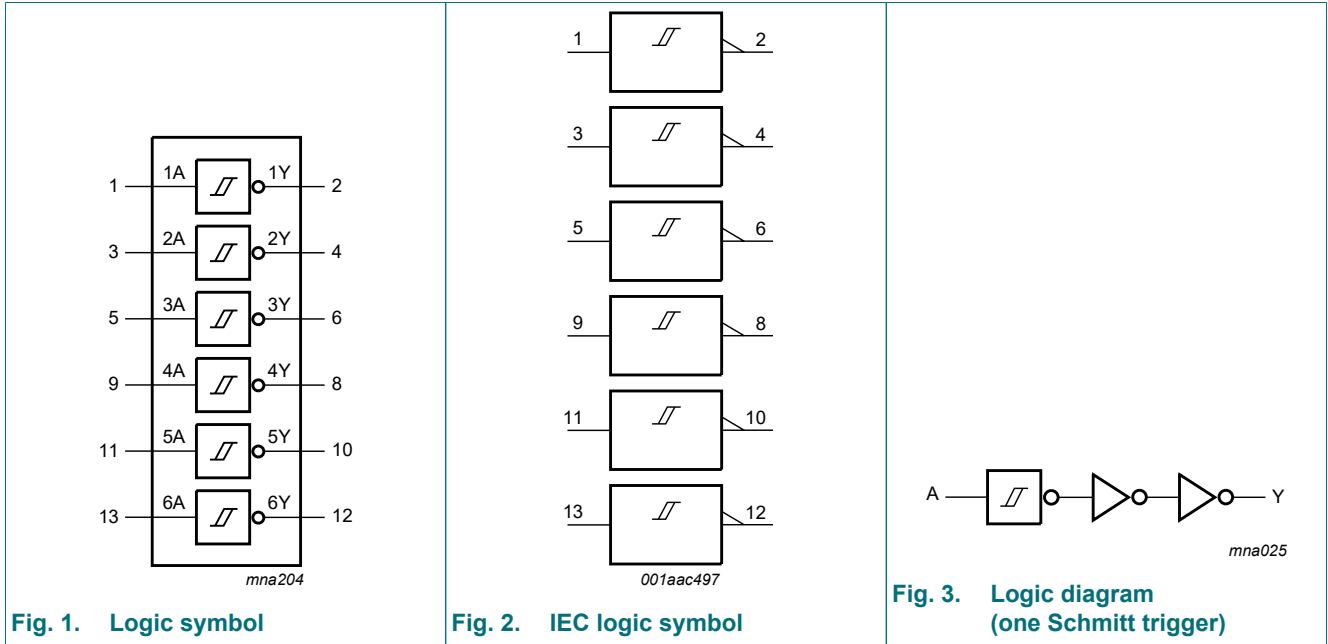 1 1A 1Y 2
3 2A 2Y 4
5 3A 3Y 6
9 4A 4Y 8
11 5A 5Y 10
13 6A 6Y 12
mna204
Fig. 1. Logic symbol
1 2
3 4
5 6
9 8
11 10
13 12
001aac497
Fig. 2. IEC logic symbol
A Y
mna025
Fig. 3. Logic diagram
(one Schmitt trigger)